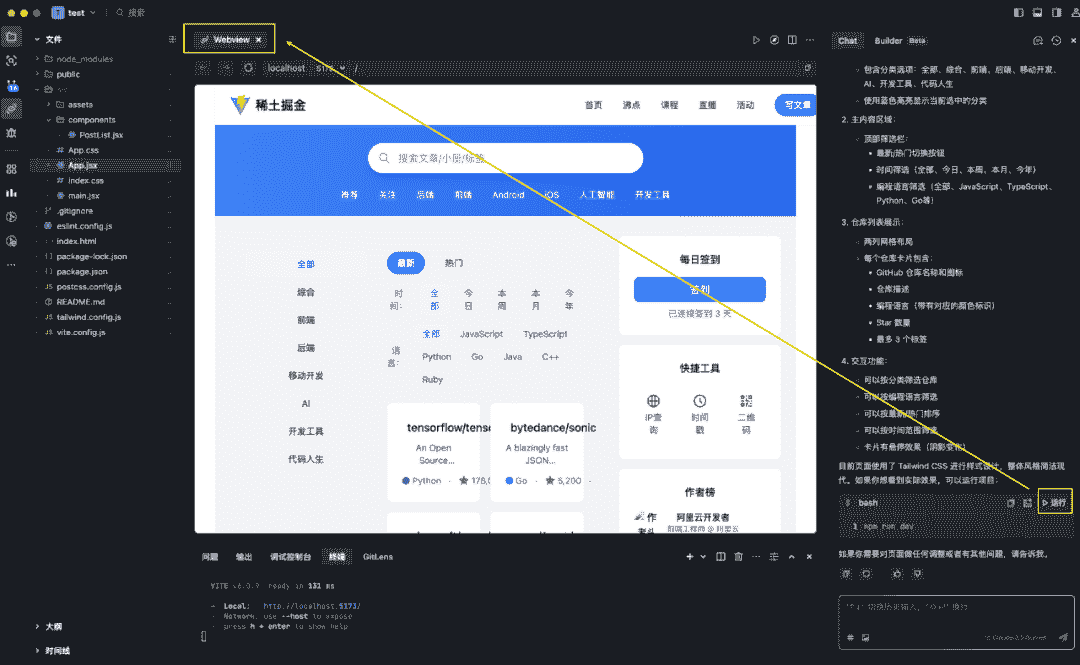 test
搜索
文件
node_modules
public
assets
components
PostList.jsx
App.css
App.jsx
index.css
main.jsx
.gitignore
eslint.config.js
index.html
package-lock.json
package.json
postcss.config.js
README.md
tailwind.config.js
vite.config.js
大纲
时间线
Webview
localhost 5173 /
稀土掘金
首页 沸点 课程 直播 活动 写文章
搜索文章/小册/标签
推荐 关注 后端 前端 Android iOS 人工智能 开发工具
全部
综合
前端
后端
移动开发
AI
开发工具
代码人生
最新 热门
时间: 全部 今日 本周 本月 今年
语言: 全部 JavaScript TypeScript
Python Go Java C++
Ruby
tensorflow/tens
An Open
Source...
Python
bytedance/sonic
A blazingly fast
JSON...
Go · 5,200
每日签到
签到
已连续签到 3 天
快捷工具
IP查询 时间戳 二维码
作者榜
阿里云开发者
问题 输出 调试控制台 终端 GitLens
VITE v6.0.9 ready in 131 ms
Local: http://localhost:5173/
Network: use --host to expose
press h + enter to show help
Chat Builder Beta
包含分类选项：全部、综合、前端、后端、移动开发、
AI、开发工具、代码人生
使用蓝色高亮显示当前选中的分类
2. 主内容区域：
顶部筛选栏：
最新/热门切换按钮
时间筛选（全部、今日、本周、本月、今年）
编程语言筛选（全部、JavaScript、TypeScript、
Python、Go等）
3. 仓库列表展示：
两列网格布局
每个仓库卡片包含：
GitHub 仓库名称和图标
仓库描述
编程语言（带有对应的颜色标识）
Star 数量
最多 3 个标签
4. 交互功能：
可以按分类筛选仓库
可以按编程语言筛选
可以按最新/热门排序
可以按时间范围筛选
卡片有悬停效果（阴影变化）
目前页面使用了 Tailwind CSS 进行样式设计，整体风格简洁现
代。如果你想看到实际效果，可以运行项目：
bash 运行
1 npm run dev
如果你需要对页面做任何调整或者有其他问题，请告诉我。